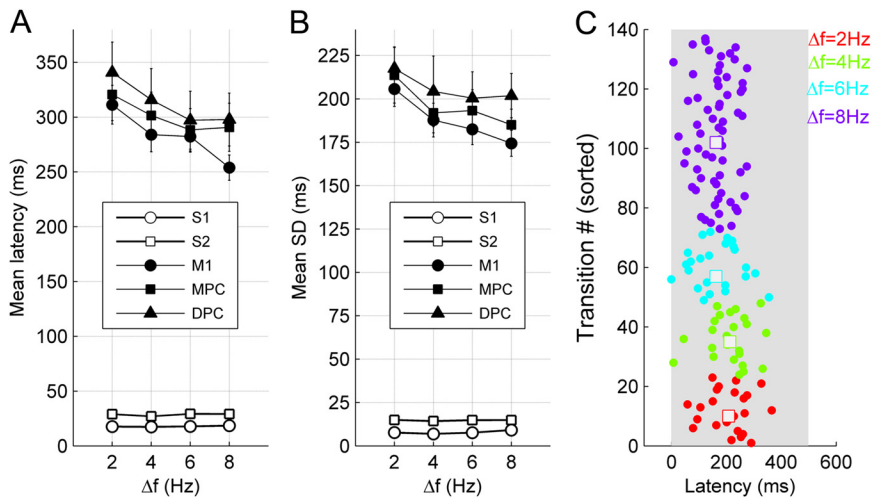 A
B
C
Mean latency (ms)
350
300
250
200
150
100
50
0
2 4 6 8
Δf (Hz)
S1
S2
M1
MPC
DPC
Mean SD (ms)
225
200
175
150
125
100
75
50
25
0
2 4 6 8
Δf (Hz)
S1
S2
M1
MPC
DPC
Transition # (sorted)
140
120
100
80
60
40
20
0
0 200 400 600
Latency (ms)
Δf=2Hz
Δf=4Hz
Δf=6Hz
Δf=8Hz